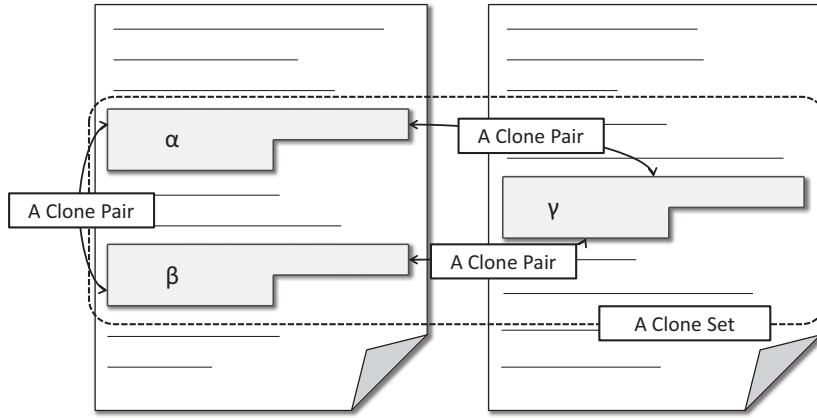 α
A Clone Pair
γ
A Clone Pair
A Clone Pair
β
A Clone Set